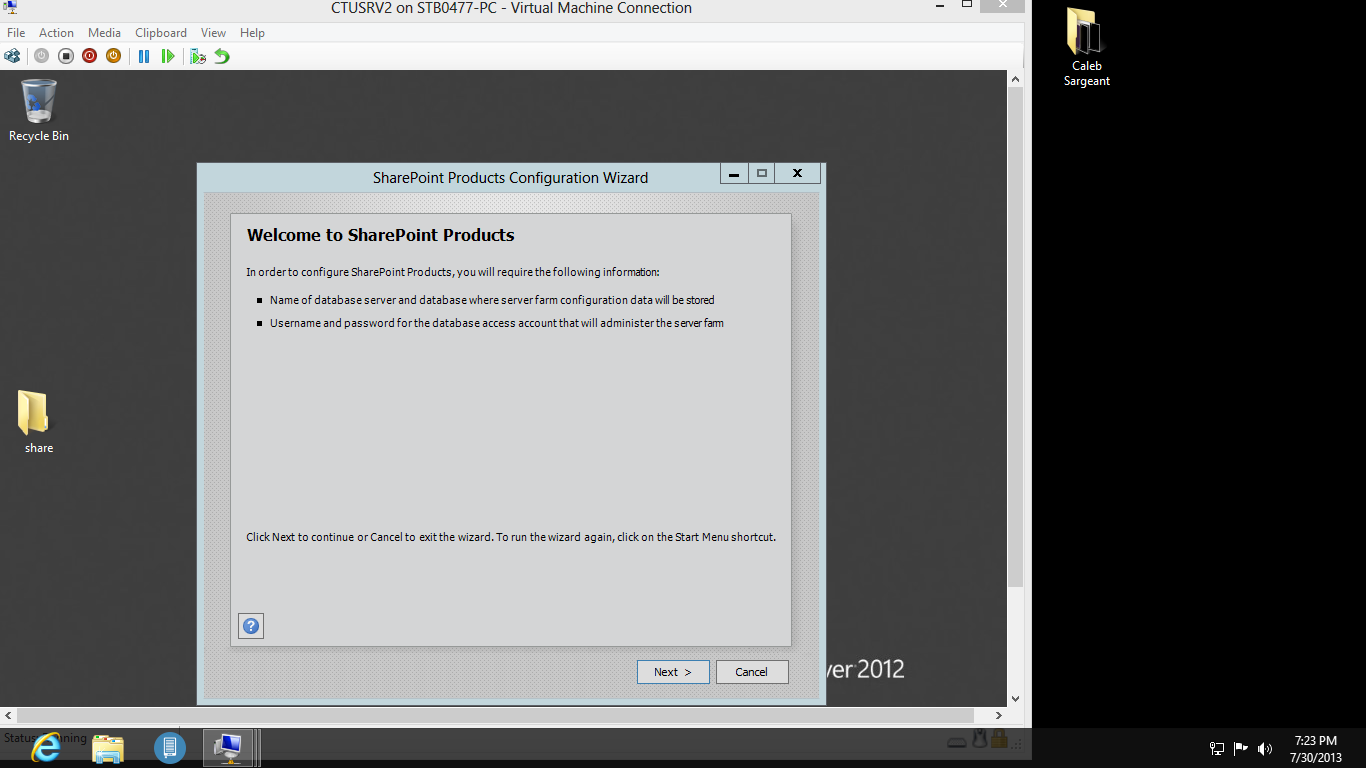 CTUSRV2 on STB0477-PC - Virtual Machine Connection
File Action Media Clipboard View Help
Recycle Bin
Caleb
Sargeant
SharePoint Products Configuration Wizard
Welcome to SharePoint Products
In order to configure SharePoint Products, you will require the following information:
Name of database server and database where server farm configuration data will be stored
Username and password for the database access account that will administer the server farm
share
Click Next to continue or Cancel to exit the wizard. To run the wizard again, click on the Start Menu shortcut.
?
Next >
Cancel
ver 2012
7:23 PM
7/30/2013